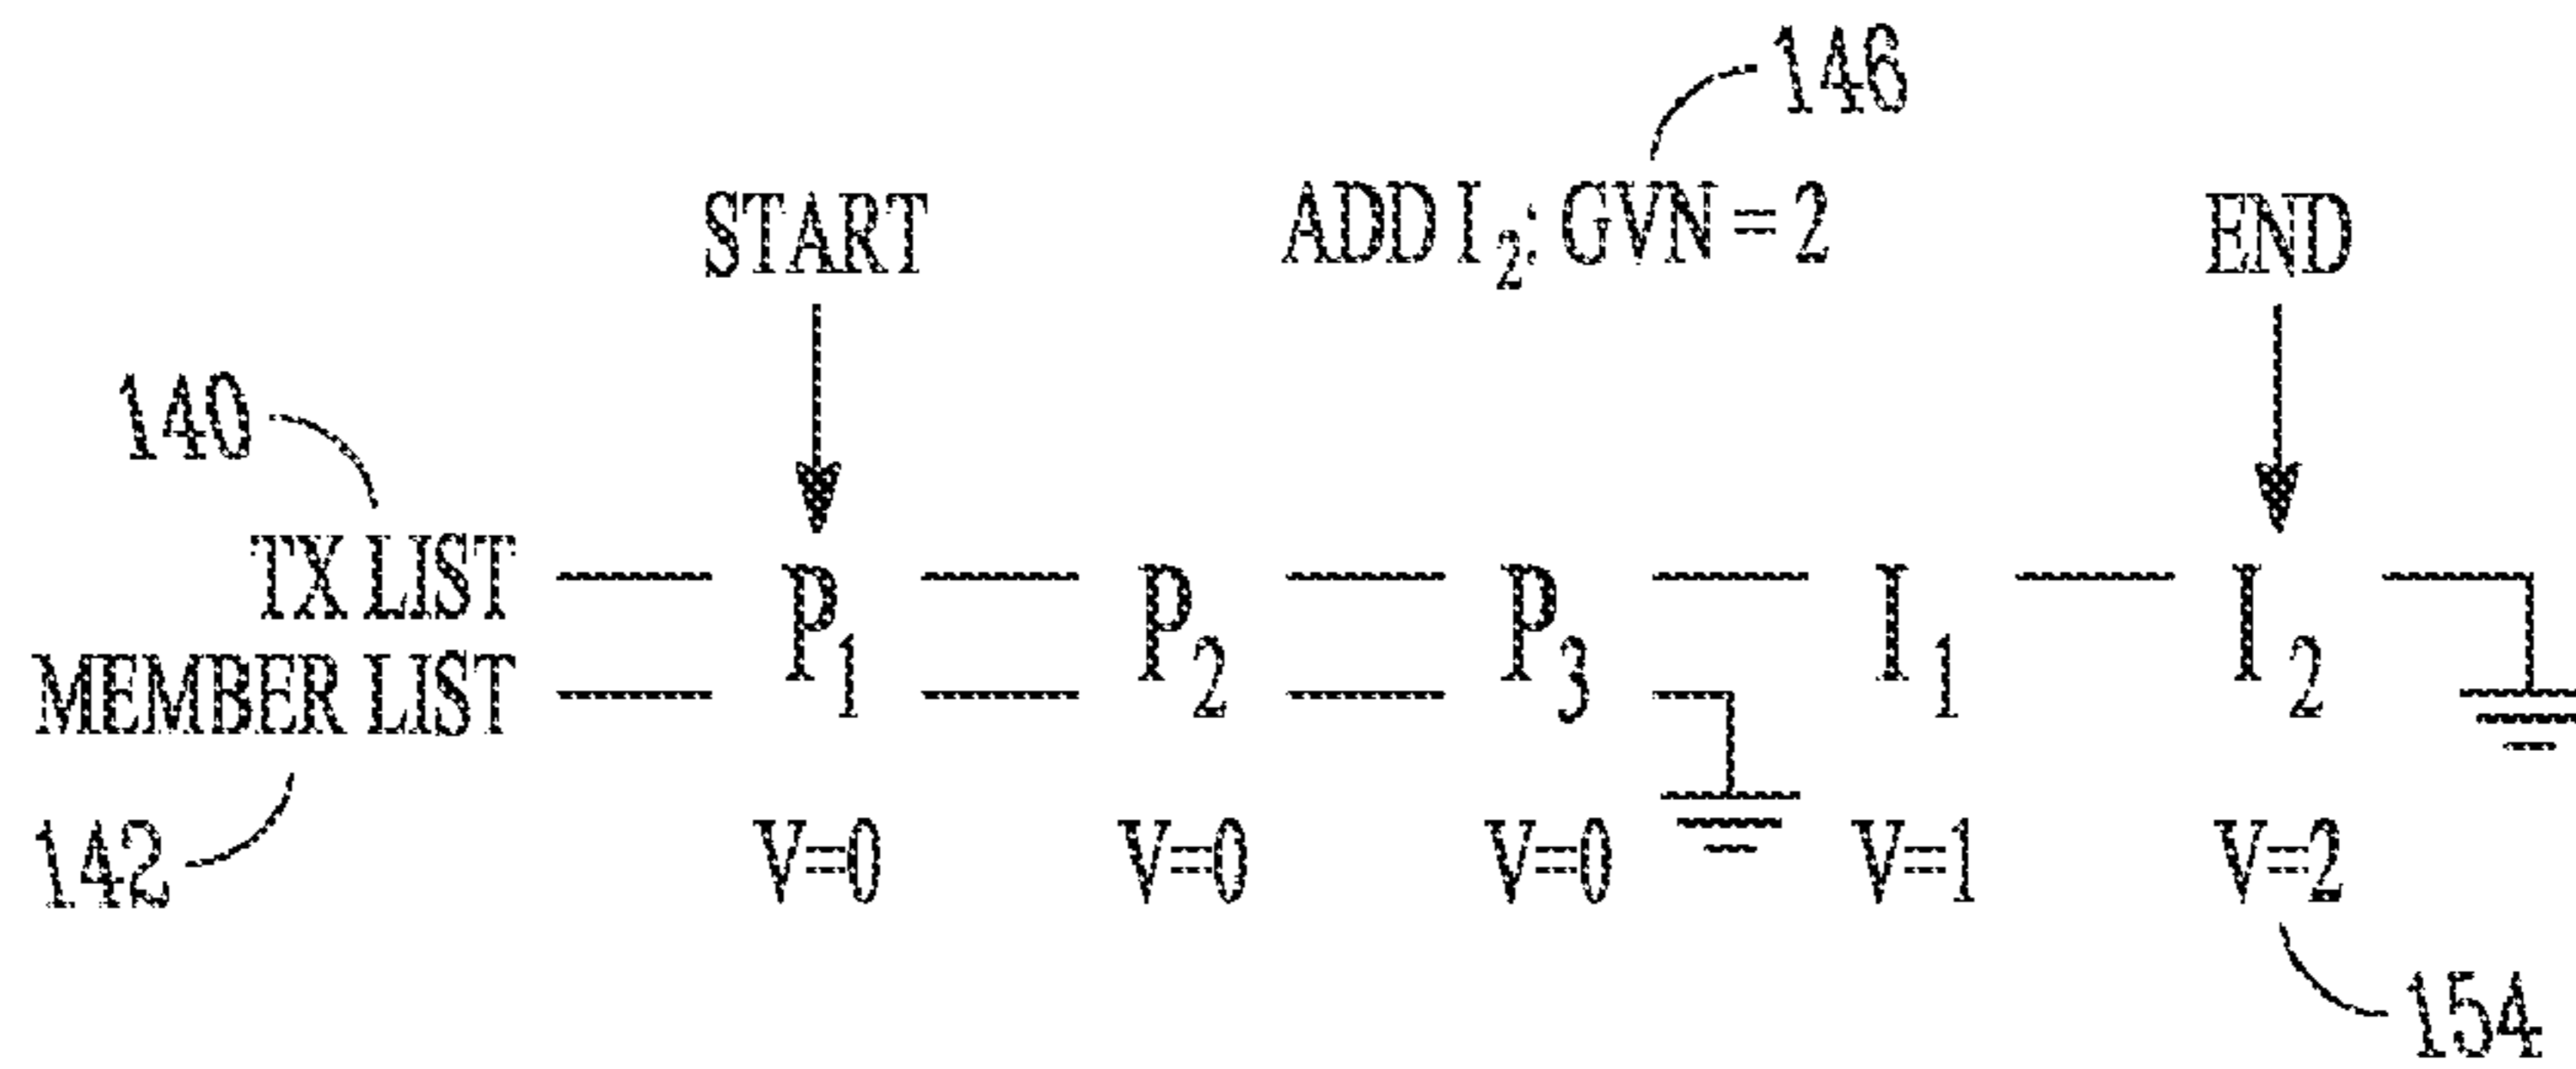 146
START ADD I₂: GVN = 2 END
140
TX LIST P₁ P₂ P₃ I₁ I₂
MEMBER LIST
142 V=0 V=0 V=0 V=1 V=2
154